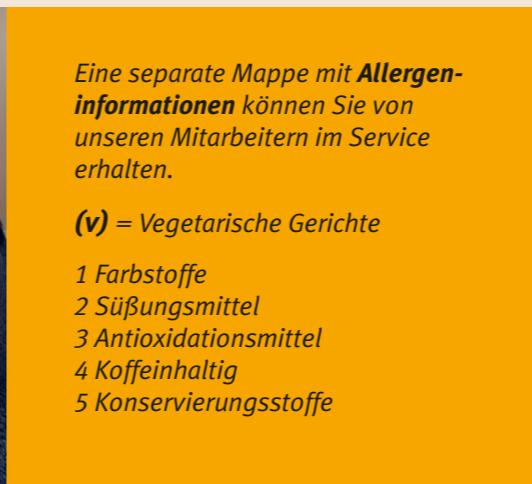 Eine separate Mappe mit Allergen-
informationen können Sie von
unseren Mitarbeitern im Service
erhalten.
(v) = Vegetarische Gerichte
1 Farbstoffe
2 Süßungsmittel
3 Antioxidationsmittel
4 Koffeinhaltig
5 Konservierungsstoffe